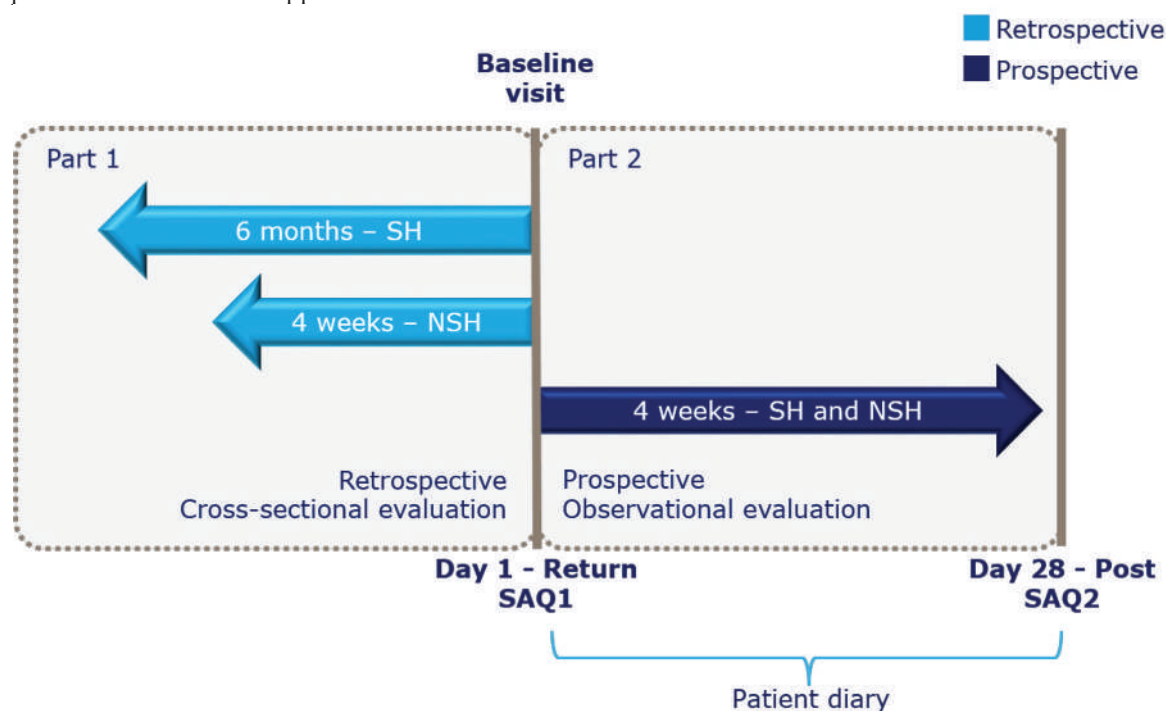 Retrospective
Prospective
Baseline
visit
Part 1
Part 2
6 months – SH
4 weeks – NSH
4 weeks – SH and NSH
Retrospective
Cross-sectional evaluation
Prospective
Observational evaluation
Day 1 - Return
SAQ1
Day 28 - Post
SAQ2
Patient diary